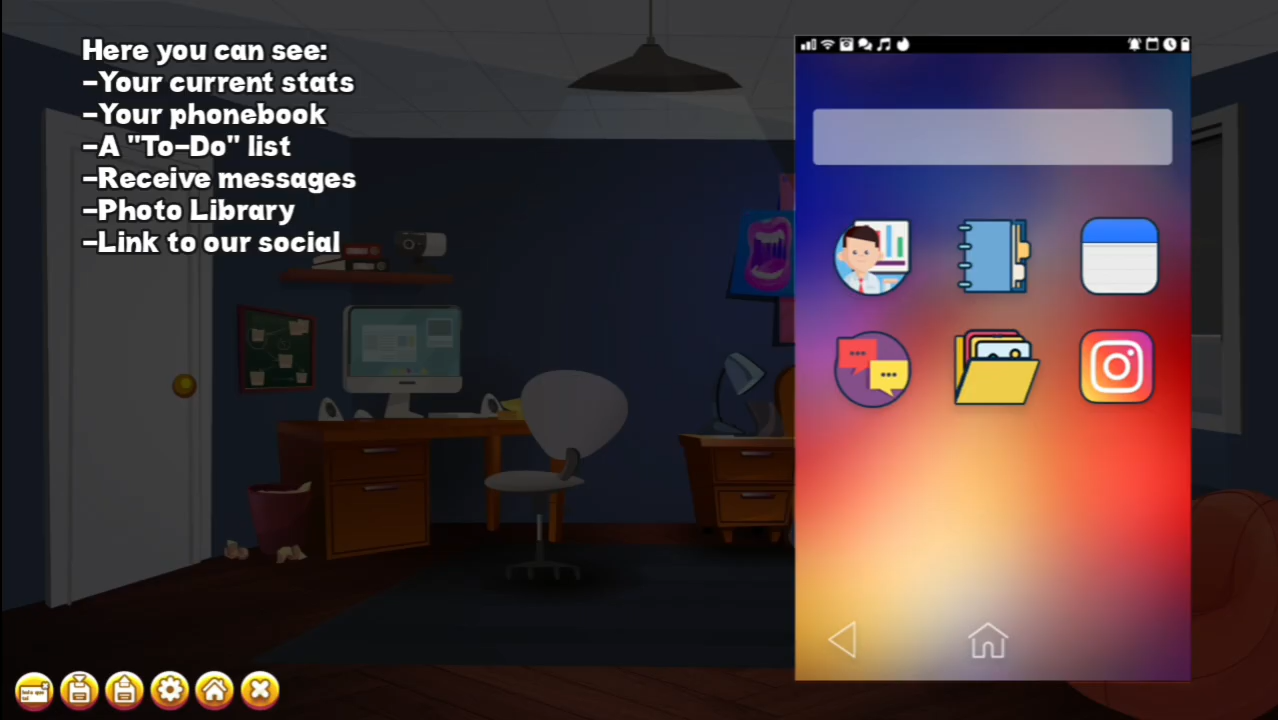 Here you can see:
-Your current stats
-Your phonebook
-A "To-Do" list
-Receive messages
-Photo Library
-Link to our social